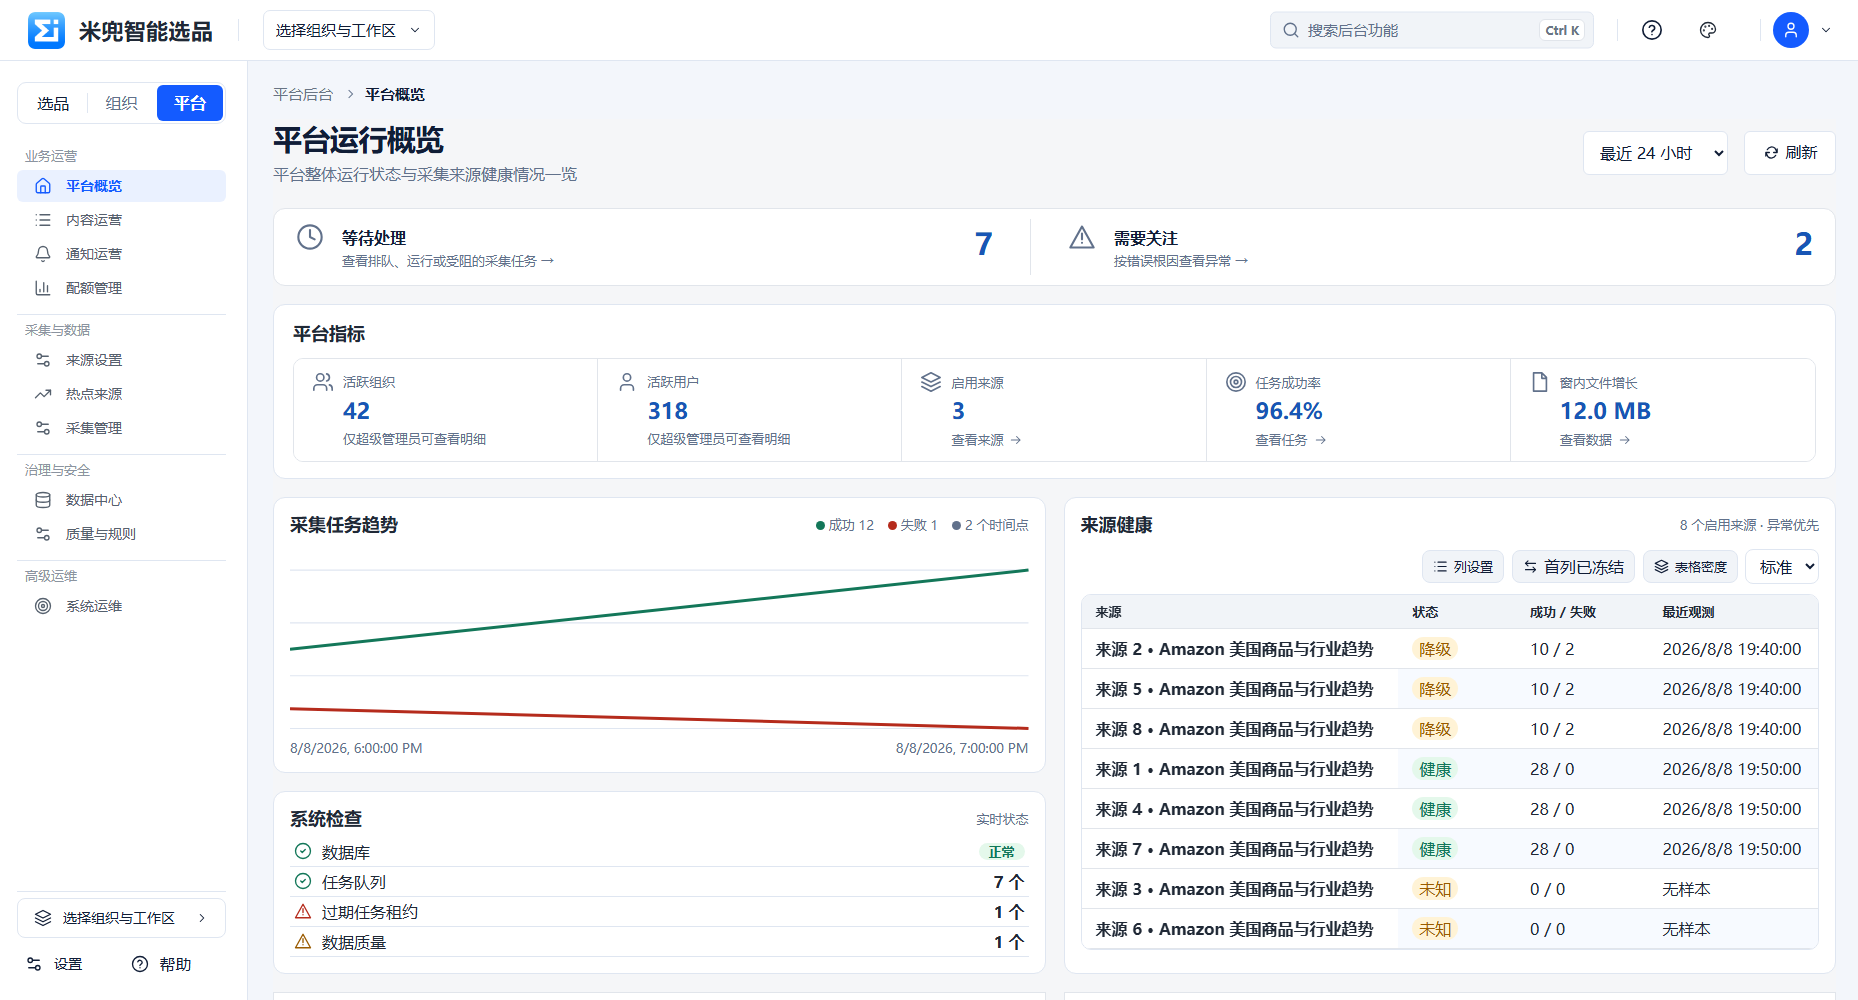 米兜智能选品
选择组织与工作区
搜索后台功能
Ctrl K
选品
组织
平台
业务运营
平台概览
内容运营
通知运营
配额管理
采集与数据
来源设置
热点来源
采集管理
治理与安全
数据中心
质量与规则
高级运维
系统运维
选择组织与工作区
设置
帮助
平台后台
平台概览
平台运行概览
平台整体运行状态与采集来源健康情况一览
最近 24 小时
刷新
等待处理
查看排队、运行或受阻的采集任务 →
7
需要关注
按错误根因查看异常 →
2
平台指标
活跃组织
42
仅超级管理员可查看明细
活跃用户
318
仅超级管理员可查看明细
启用来源
3
查看来源 →
任务成功率
96.4%
查看任务 →
窗内文件增长
12.0 MB
查看数据 →
采集任务趋势
成功 12
失败 1
2 个时间点
8/8/2026, 6:00:00 PM
8/8/2026, 7:00:00 PM
系统检查
实时状态
数据库
正常
任务队列
7 个
过期任务租约
1 个
数据质量
1 个
来源健康
8 个启用来源 · 异常优先
列设置
首列已冻结
表格密度
标准
来源 状态 成功 / 失败 最近观测
来源 2 • Amazon 美国商品与行业趋势 降级 10 / 2 2026/8/8 19:40:00
来源 5 • Amazon 美国商品与行业趋势 降级 10 / 2 2026/8/8 19:40:00
来源 8 • Amazon 美国商品与行业趋势 降级 10 / 2 2026/8/8 19:40:00
来源 1 • Amazon 美国商品与行业趋势 健康 28 / 0 2026/8/8 19:50:00
来源 4 • Amazon 美国商品与行业趋势 健康 28 / 0 2026/8/8 19:50:00
来源 7 • Amazon 美国商品与行业趋势 健康 28 / 0 2026/8/8 19:50:00
来源 3 • Amazon 美国商品与行业趋势 未知 0 / 0 无样本
来源 6 • Amazon 美国商品与行业趋势 未知 0 / 0 无样本